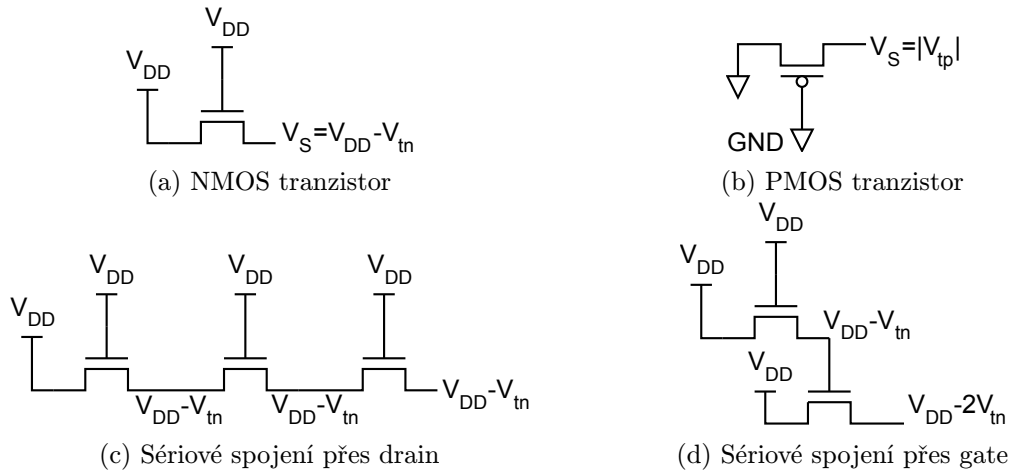 V_DD
V_DD
V_S=V_DD-V_tn
(a) NMOS tranzistor
V_S=|V_tp|
GND
(b) PMOS tranzistor
V_DD V_DD V_DD
V_DD
V_DD-V_tn V_DD-V_tn V_DD-V_tn
(c) Sériové spojení přes drain
V_DD
V_DD
V_DD-V_tn
V_DD
V_DD-2V_tn
(d) Sériové spojení přes gate